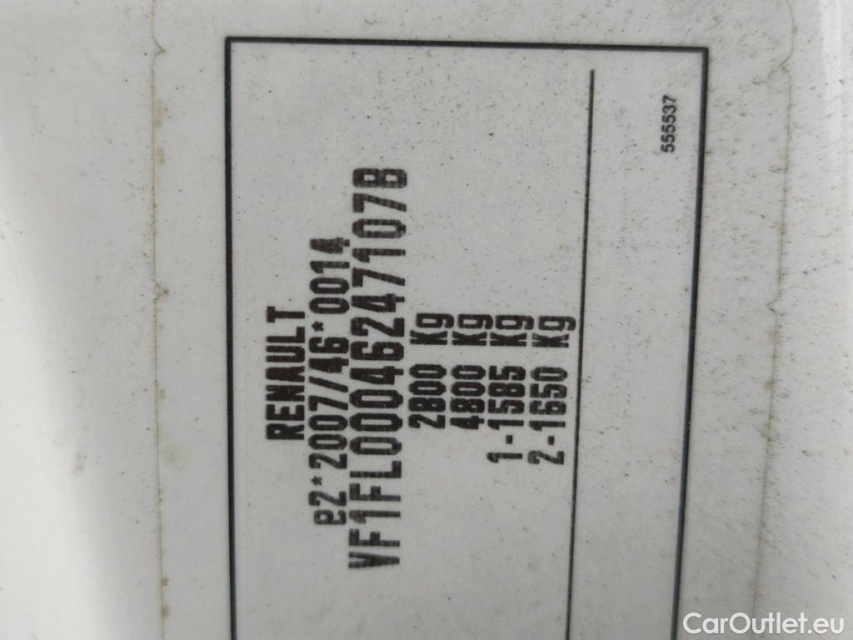 RENAULT
e2*2007/46*0014
VF1FL000462471078
2800 Kg
4800 Kg
1-1585 Kg
2-1650 Kg
555537
CarOutlet.eu